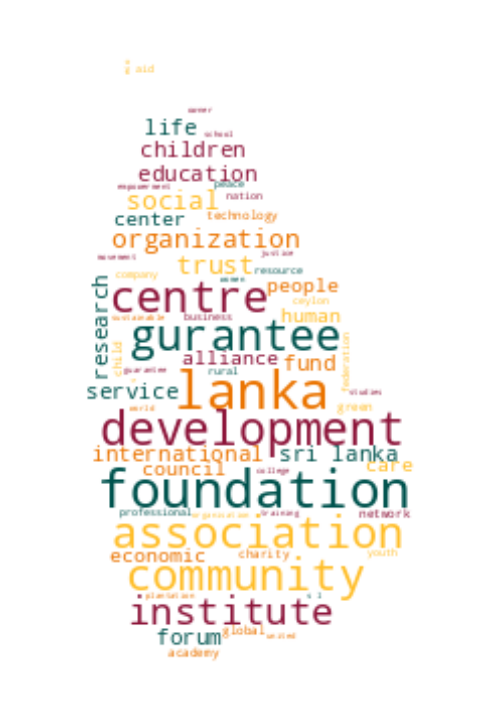 aid
owner
life school
children
education
empowerment peace
social nation
center technology
organization
movement justice
trust resource
company women
centre people
research ceylon
sustainable business human
gurantee
child alliance fund federation
guarantee rural
service lanka studies
world green
development
international sri lanka
council college care
foundation
professional organisation training network
association
economic charity youth
community
plantation s l
institute
forum global united
academy